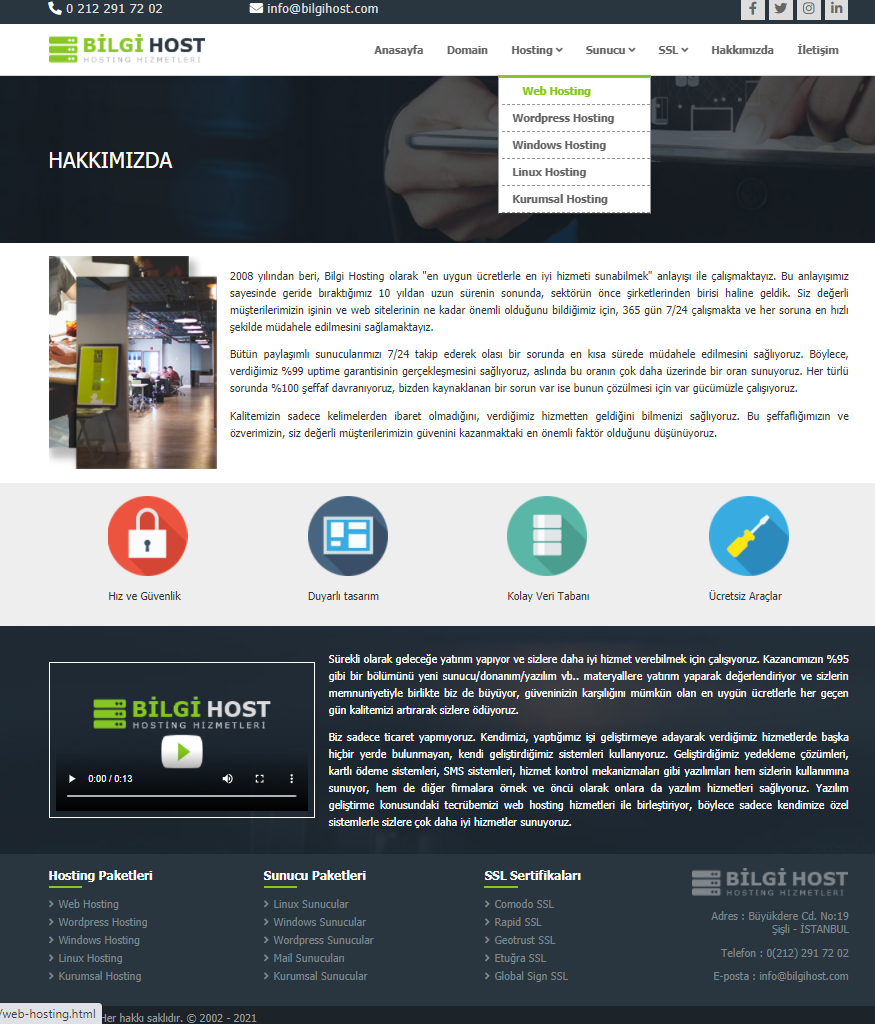 0 212 291 72 02
info@bilgihost.com
BİLGİ HOST
HOSTING HIZMETLERI
Anasayfa
Domain
Hosting
Sunucu
SSL
Hakkımızda
İletişim
Web Hosting
Wordpress Hosting
Windows Hosting
Linux Hosting
Kurumsal Hosting
HAKKIMIZDA
2008 yılından beri, Bilgi Hosting olarak "en uygun ücretlerle en iyi hizmeti sunabilmek" anlayışı ile çalışmaktayız. Bu anlayışımız
sayesinde geride bıraktığımız 10 yıldan uzun sürenin sonunda, sektörün önce şirketlerinden birisi haline geldik. Siz değerli
müşterilerimizin işinin ve web sitelerinin ne kadar önemli olduğunu bildiğimiz için, 365 gün 7/24 çalışmakta ve her soruna en hızlı
şekilde müdahele edilmesini sağlamaktayız.
Bütün paylaşımlı sunucularımızı 7/24 takip ederek olası bir sorunda en kısa sürede müdahele edilmesini sağlıyoruz. Böylece,
verdiğimiz %99 uptime garantisinin gerçekleşmesini sağlıyoruz, aslında bu oranın çok daha üzerinde bir oran sunuyoruz. Her türlü
sorunda %100 şeffaf davranıyoruz, bizden kaynaklanan bir sorun var ise bunun çözülmesi için var gücümüzle çalışıyoruz.
Kalitemizin sadece kelimelerden ibaret olmadığını, verdiğimiz hizmetten geldiğini bilmenizi sağlıyoruz. Bu şeffaflığımızın ve
özverimizin, siz değerli müşterilerimizin güvenini kazanmaktaki en önemli faktör olduğunu düşünüyoruz.
Hız ve Güvenlik
Duyarlı tasarım
Kolay Veri Tabanı
Ücretsiz Araçlar
BİLGİ HOST
HOSTING HIZMETLERI
0:00 / 0:13
Sürekli olarak geleceğe yatırım yapıyor ve sizlere daha iyi hizmet verebilmek için çalışıyoruz. Kazancımızın %95
gibi bir bölümünü yeni sunucu/donanım/yazılım vb.. materyallere yatırım yaparak değerlendiriyor ve sizlerin
memnuniyetiyle birlikte biz de büyüyor, güveninizin karşılığını mümkün olan en uygün ücretlerle her geçen
gün kalitemizi artırarak sizlere ödüyoruz.
Biz sadece ticaret yapmıyoruz. Kendimizi, yaptığımız işi geliştirmeye adayarak verdiğimiz hizmetlerde başka
hiçbir yerde bulunmayan, kendi geliştirdiğimiz sistemleri kullanıyoruz. Geliştirdiğimiz yedekleme çözümleri,
kartlı ödeme sistemleri, SMS sistemleri, hizmet kontrol mekanizmaları gibi yazılımları hem sizlerin kullanımına
sunuyor, hem de diğer firmalara örnek ve öncü olarak onlara da yazılım hizmetleri sağlıyoruz. Yazılım
geliştirme konusundaki tecrübemizi web hosting hizmetleri ile birleştiriyor, böylece sadece kendimize özel
sistemlerle sizlere çok daha iyi hizmetler sunuyoruz.
Hosting Paketleri
Web Hosting
Wordpress Hosting
Windows Hosting
Linux Hosting
Kurumsal Hosting
Sunucu Paketleri
Linux Sunucular
Windows Sunucular
Wordpress Sunucular
Mail Sunucuları
Kurumsal Sunucular
SSL Sertifikaları
Comodo SSL
Rapid SSL
Geotrust SSL
Etuğra SSL
Global Sign SSL
BİLGİ HOST
HOSTING HIZMETLERI
Adres : Büyükdere Cd. No:19
Şişli - İSTANBUL
Telefon : 0(212) 291 72 02
E-posta : info@bilgihost.com
/web-hosting.html
Her hakkı saklıdır. © 2002 - 2021